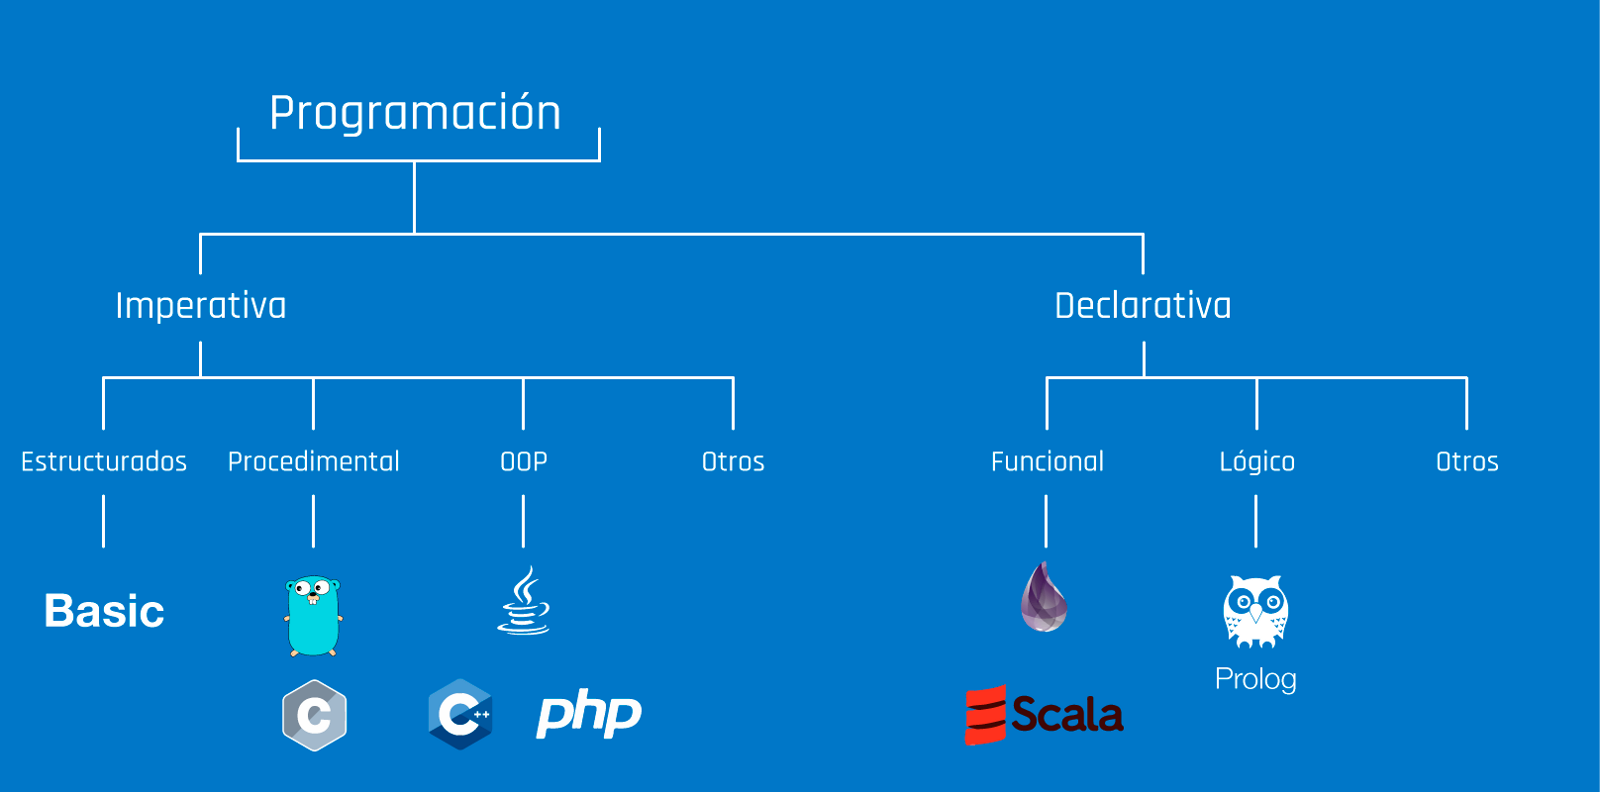 Programación
Imperativa
Declarativa
Estructurados
Procedimental
OOP
Otros
Funcional
Lógico
Otros
Basic
Prolog
C
C++
php
Scala